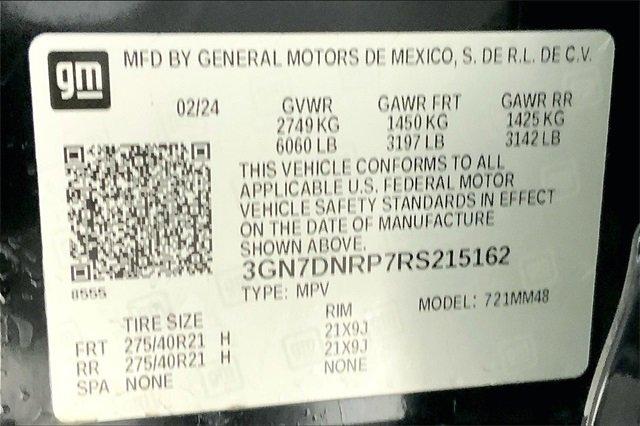 gm
MFD BY GENERAL MOTORS DE MEXICO, S. DE R.L. DE C.V.
02/24 GVWR GAWR FRT GAWR RR
2749 KG 1450 KG 1425 KG
6060 LB 3197 LB 3142 LB
THIS VEHICLE CONFORMS TO ALL
APPLICABLE U.S. FEDERAL MOTOR
VEHICLE SAFETY STANDARDS IN EFFECT
ON THE DATE OF MANUFACTURE
SHOWN ABOVE.
3GN7DNRP7RS215162
8555
TYPE: MPV MODEL: 721MM48
TIRE SIZE RIM
FRT 275/40R21 H 21X9J
RR 275/40R21 H 21X9J
SPA NONE NONE